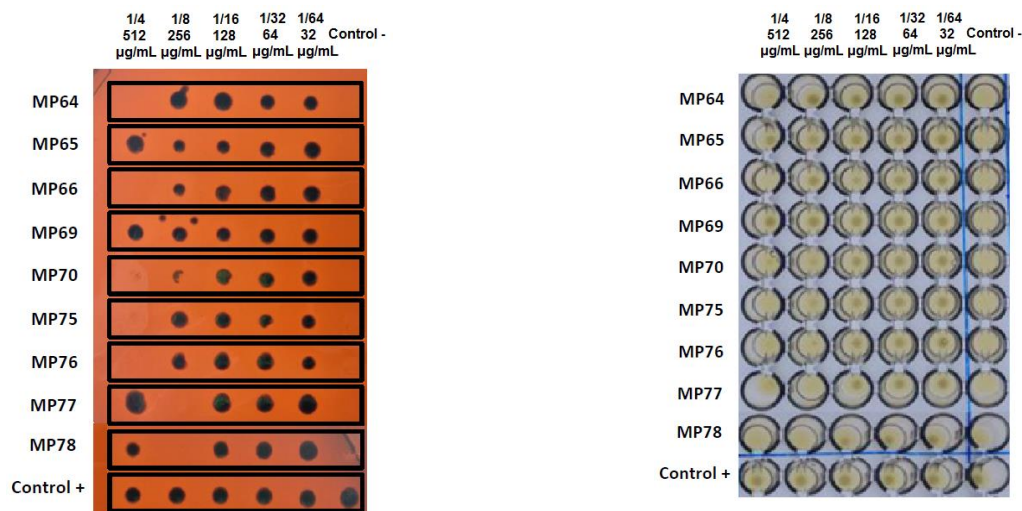 1/4 1/8 1/16 1/32 1/64
512 256 128 64 32 Control -
µg/mL µg/mL µg/mL µg/mL µg/mL
MP64
MP65
MP66
MP69
MP70
MP75
MP76
MP77
MP78
Control +
1/4 1/8 1/16 1/32 1/64
512 256 128 64 32 Control -
µg/mL µg/mL µg/mL µg/mL µg/mL
MP64
MP65
MP66
MP69
MP70
MP75
MP76
MP77
MP78
Control +